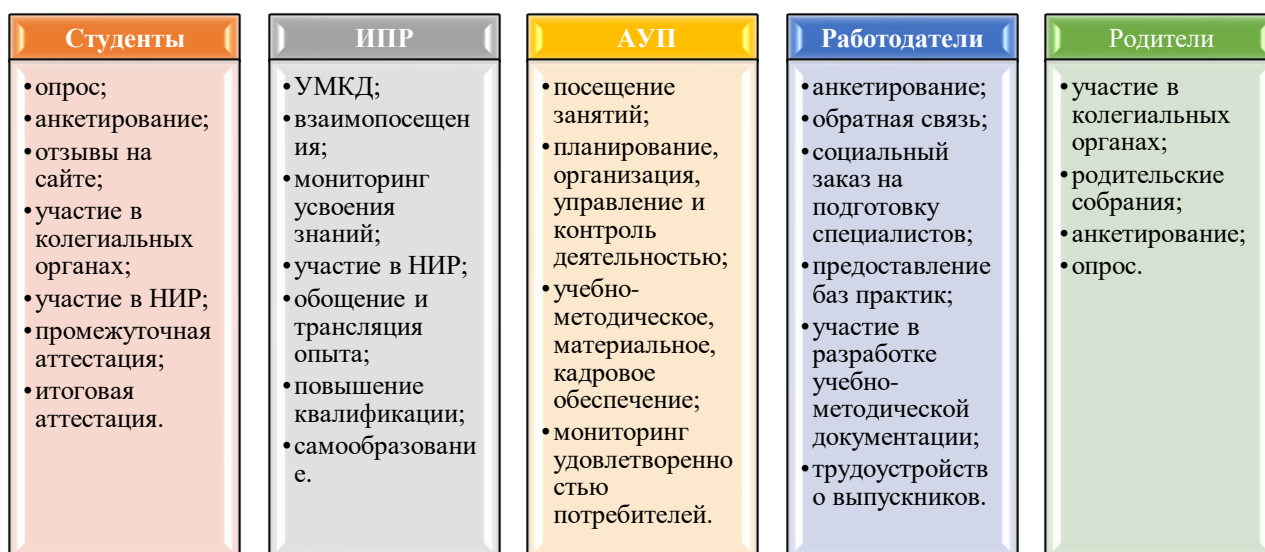 Студенты
• опрос;
• анкетирование;
• отзывы на
сайте;
• участие в
колегиальных
органах;
• участие в НИР;
• промежуточная
аттестация;
• итоговая
аттестация.
ИПР
• УМКД;
• взаимопосещен
ия;
• мониторинг
усвоения
знаний;
• участие в НИР;
• обощение и
трансляция
опыта;
• повышение
квалификации;
• самообразовани
е.
АУП
• посещение
занятий;
• планирование,
организация,
управление и
контроль
деятельностью;
• учебно-
методическое,
материальное,
кадровое
обеспечение;
• мониторинг
удовлетворенно
стью
потребителей.
Работодатели
• анкетирование;
• обратная связь;
• социальный
заказ на
подготовку
специалистов;
• предоставление
баз практик;
• участие в
разработке
учебно-
методической
документации;
• трудоустройств
о выпускников.
Родители
• участие в
колегиальных
органах;
• родительские
собрания;
• анкетирование;
• опрос.